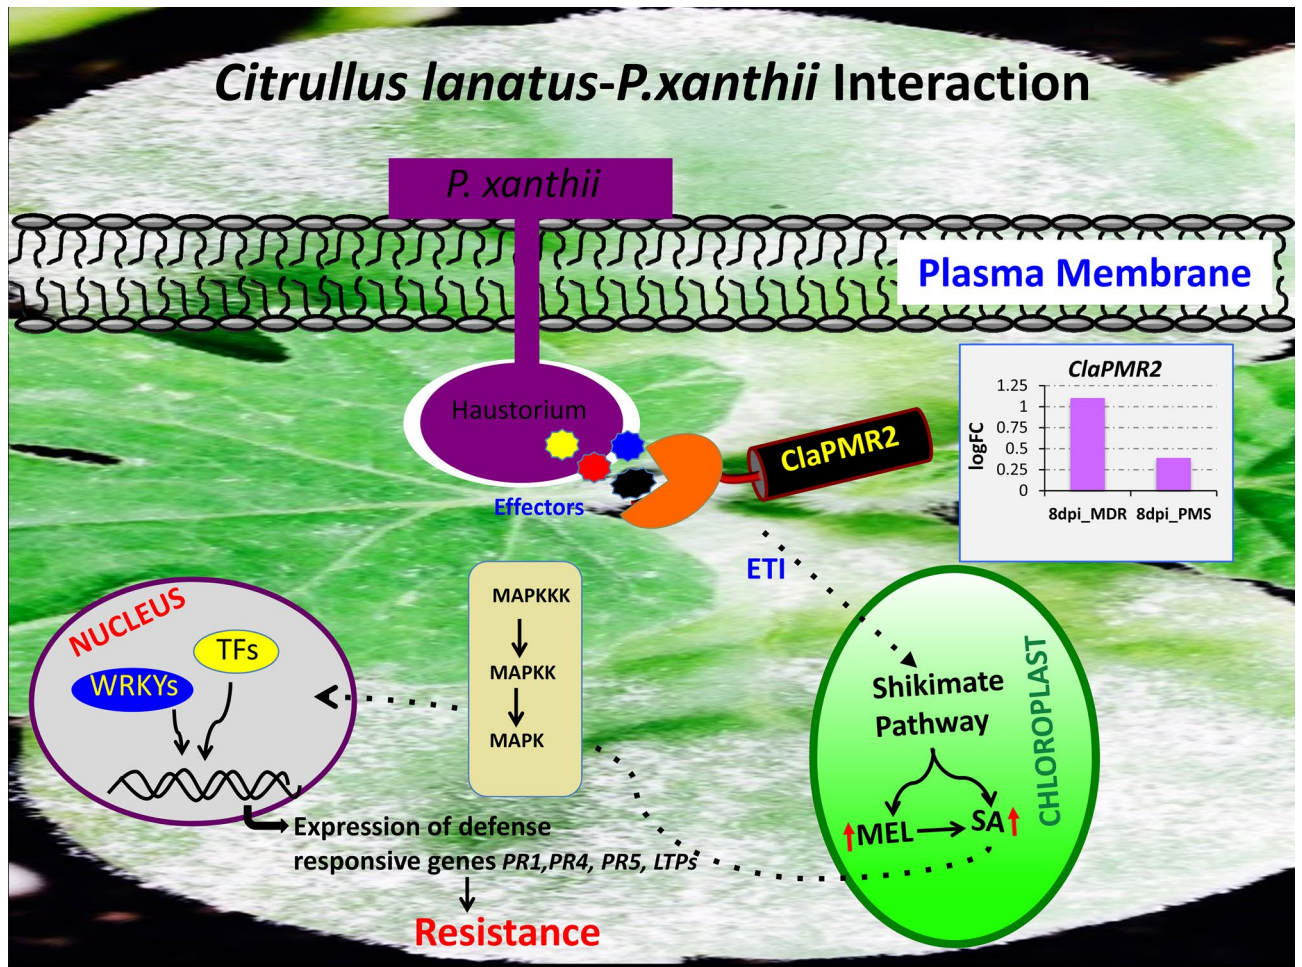 Citrullus lanatus-P.xanthii Interaction
P. xanthii
Plasma Membrane
Haustorium
Effectors
ClaPMR2
ClaPMR2
logFC
1.25
1
0.75
0.5
0.25
0
8dpi_MDR 8dpi_PMS
ETI
NUCLEUS
TFs
WRKYs
MAPKKK
MAPKK
MAPK
CHLOROPLAST
Shikimate
Pathway
MEL
SA
Expression of defense
responsive genes PR1,PR4, PR5, LTPs
Resistance